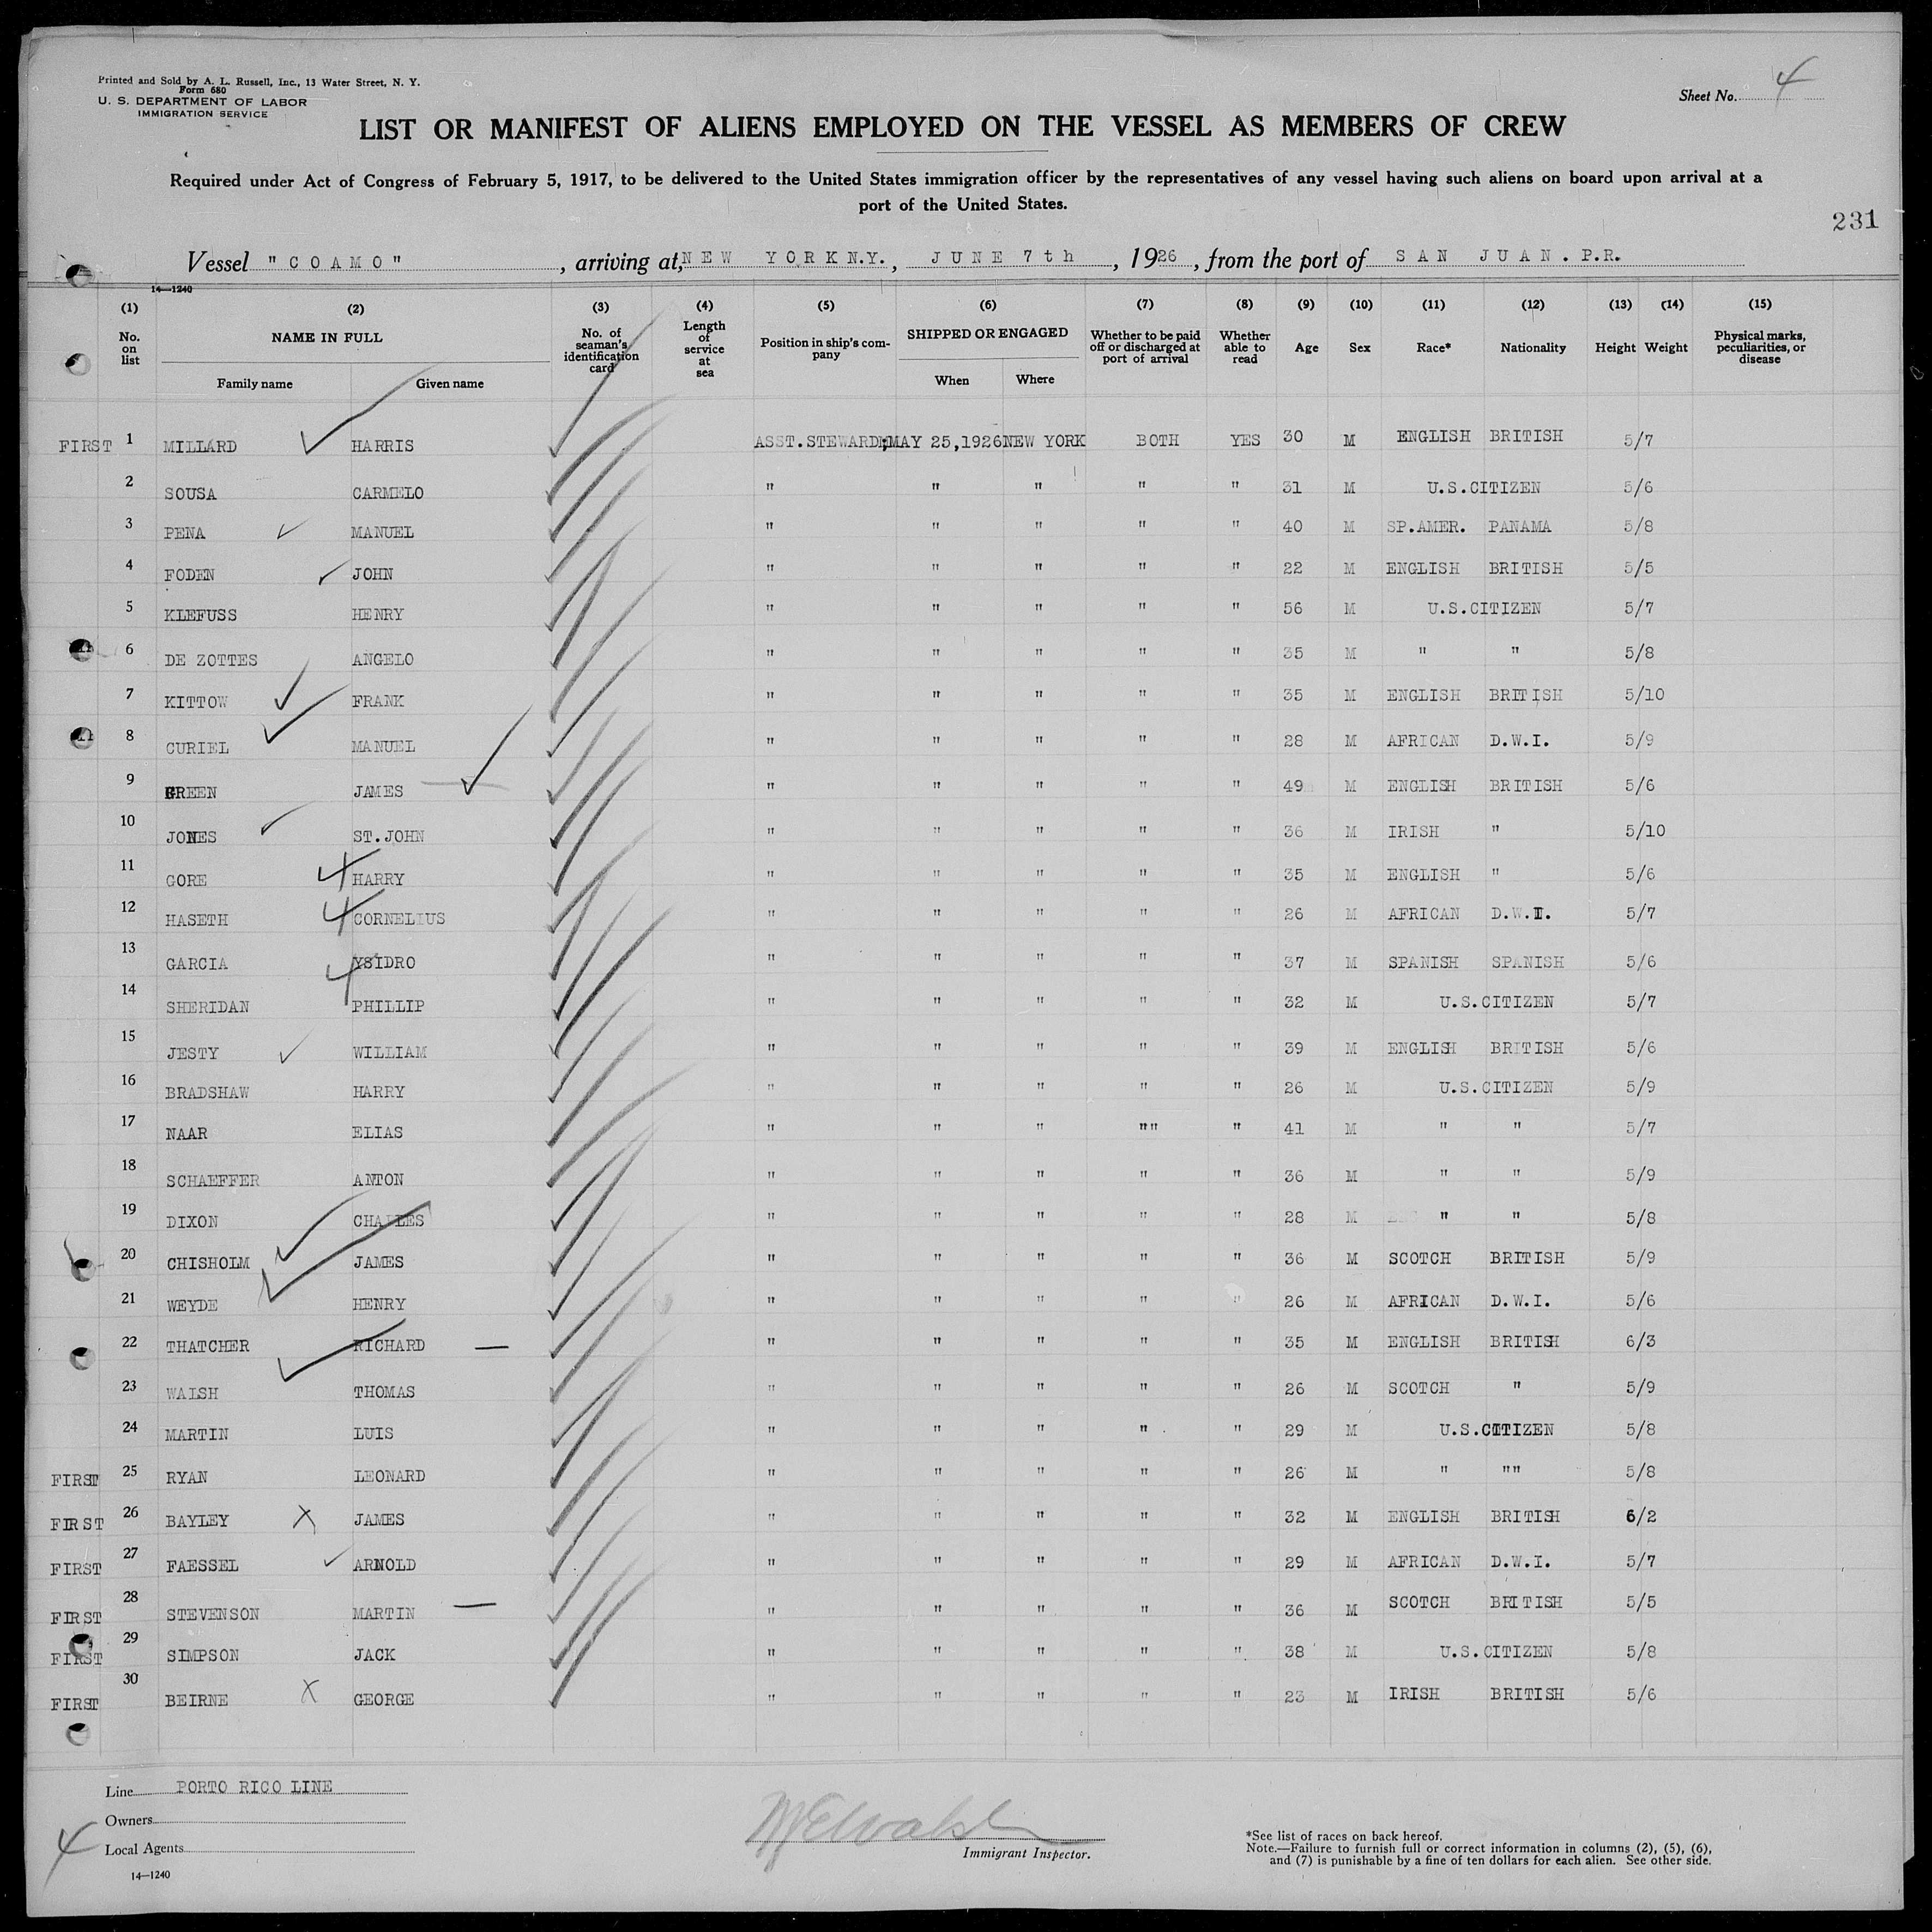 Printed and Sold by A. L. Russell, Inc., 13 Water Street, N. Y.
Form 680
U. S. DEPARTMENT OF LABOR
IMMIGRATION SERVICE
Sheet No. 4
LIST OR MANIFEST OF ALIENS EMPLOYED ON THE VESSEL AS MEMBERS OF CREW
Required under Act of Congress of February 5, 1917, to be delivered to the United States immigration officer by the representatives of any vessel having such aliens on board upon arrival at a
port of the United States.
231
Vessel "COAMO", arriving at, NEW YORK N.Y., JUNE 7th, 1926, from the port of SAN JUAN. P.R.
14—1240
(1) (2) (3) (4) (5) (6) (7) (8) (9) (10) (11) (12) (13) (14) (15)
No. on list NAME IN FULL Family name Given name No. of seaman's identification card Length of service at sea Position in ship's company SHIPPED OR ENGAGED When Where Whether to be paid off or discharged at port of arrival Whether able to read Age Sex Race* Nationality Height Weight Physical marks, peculiarities, or disease
FIRST 1 MILLARD HARRIS ASST.STEWARD; MAY 25,1926 NEW YORK BOTH YES 30 M ENGLISH BRITISH 5/7
2 SOUSA CARMELO " " " " " 31 M U.S.CITIZEN 5/6
3 PENA MANUEL " " " " " 40 M SP.AMER. PANAMA 5/8
4 FODEN JOHN " " " " " 22 M ENGLISH BRITISH 5/5
5 KLEFUSS HENRY " " " " " 56 M U.S.CITIZEN 5/7
6 DE ZOTTES ANGELO " " " " " 35 M " " 5/8
7 KITTOW FRANK " " " " " 35 M ENGLISH BRITISH 5/10
8 CURIEL MANUEL " " " " " 28 M AFRICAN D.W.I. 5/9
9 GREEN JAMES " " " " " 49 M ENGLISH BRITISH 5/6
10 JONES ST.JOHN " " " " " 36 M IRISH " 5/10
11 GORE 4 HARRY " " " " " 35 M ENGLISH " 5/6
12 HASETH 4 CORNELIUS " " " " " 26 M AFRICAN D.W.I. 5/7
13 GARCIA 4 YSIDRO " " " " " 37 M SPANISH SPANISH 5/6
14 SHERIDAN PHILLIP " " " " " 32 M U.S.CITIZEN 5/7
15 JESTY WILLIAM " " " " " 39 M ENGLISH BRITISH 5/6
16 BRADSHAW HARRY " " " " " 26 M U.S.CITIZEN 5/9
17 NAAR ELIAS " " " "" " 41 M " " 5/7
18 SCHAEFFER ANTON " " " " " 36 M " " 5/9
19 DIXON CHALLES " " " " " 28 M " " 5/8
20 CHISHOLM JAMES " " " " " 36 M SCOTCH BRITISH 5/9
21 WEYDE HENRY " " " " " 26 M AFRICAN D.W.I. 5/6
22 THATCHER RICHARD — " " " " " 35 M ENGLISH BRITISH 6/3
23 WALSH THOMAS " " " " " 26 M SCOTCH " 5/9
24 MARTIN LUIS " " " " " 29 M U.S.CITIZEN 5/8
FIRST 25 RYAN LEONARD " " " " " 26 M " "" 5/8
FIRST 26 BAYLEY X JAMES " " " " " 32 M ENGLISH BRITISH 6/2
FIRST 27 FAESSEL ARNOLD " " " " " 29 M AFRICAN D.W.I. 5/7
FIRST 28 STEVENSON MARTIN — " " " " " 36 M SCOTCH BRITISH 5/5
FIRST 29 SIMPSON JACK " " " " " 38 M U.S.CITIZEN 5/8
FIRST 30 BEIRNE X GEORGE " " " " " 23 M IRISH BRITISH 5/6
Line PORTO RICO LINE
Owners
4 Local Agents
14—1240
Immigrant Inspector.
*See list of races on back hereof.
Note.—Failure to furnish full or correct information in columns (2), (5), (6),
and (7) is punishable by a fine of ten dollars for each alien. See other side.